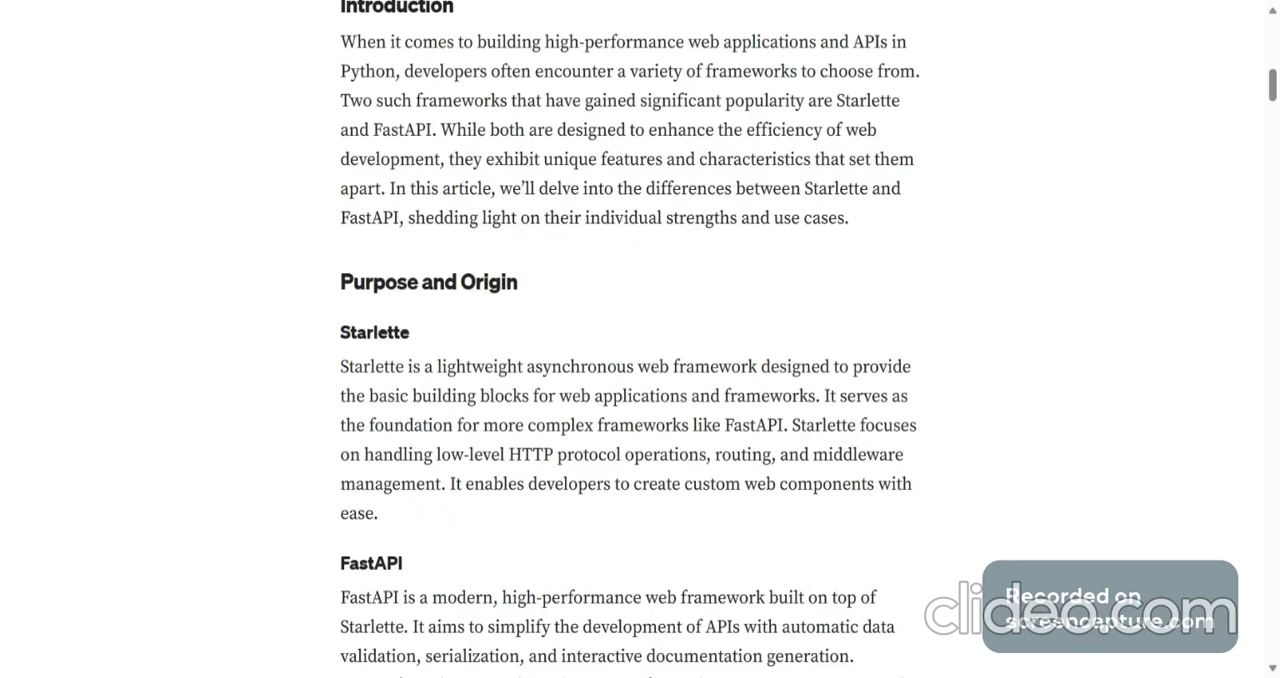 Introduction
When it comes to building high-performance web applications and APIs in
Python, developers often encounter a variety of frameworks to choose from.
Two such frameworks that have gained significant popularity are Starlette
and FastAPI. While both are designed to enhance the efficiency of web
development, they exhibit unique features and characteristics that set them
apart. In this article, we’ll delve into the differences between Starlette and
FastAPI, shedding light on their individual strengths and use cases.
Purpose and Origin
Starlette
Starlette is a lightweight asynchronous web framework designed to provide
the basic building blocks for web applications and frameworks. It serves as
the foundation for more complex frameworks like FastAPI. Starlette focuses
on handling low-level HTTP protocol operations, routing, and middleware
management. It enables developers to create custom web components with
ease.
FastAPI
FastAPI is a modern, high-performance web framework built on top of
Starlette. It aims to simplify the development of APIs with automatic data
validation, serialization, and interactive documentation generation.
Recorded on
screencapture.com
clideo.com